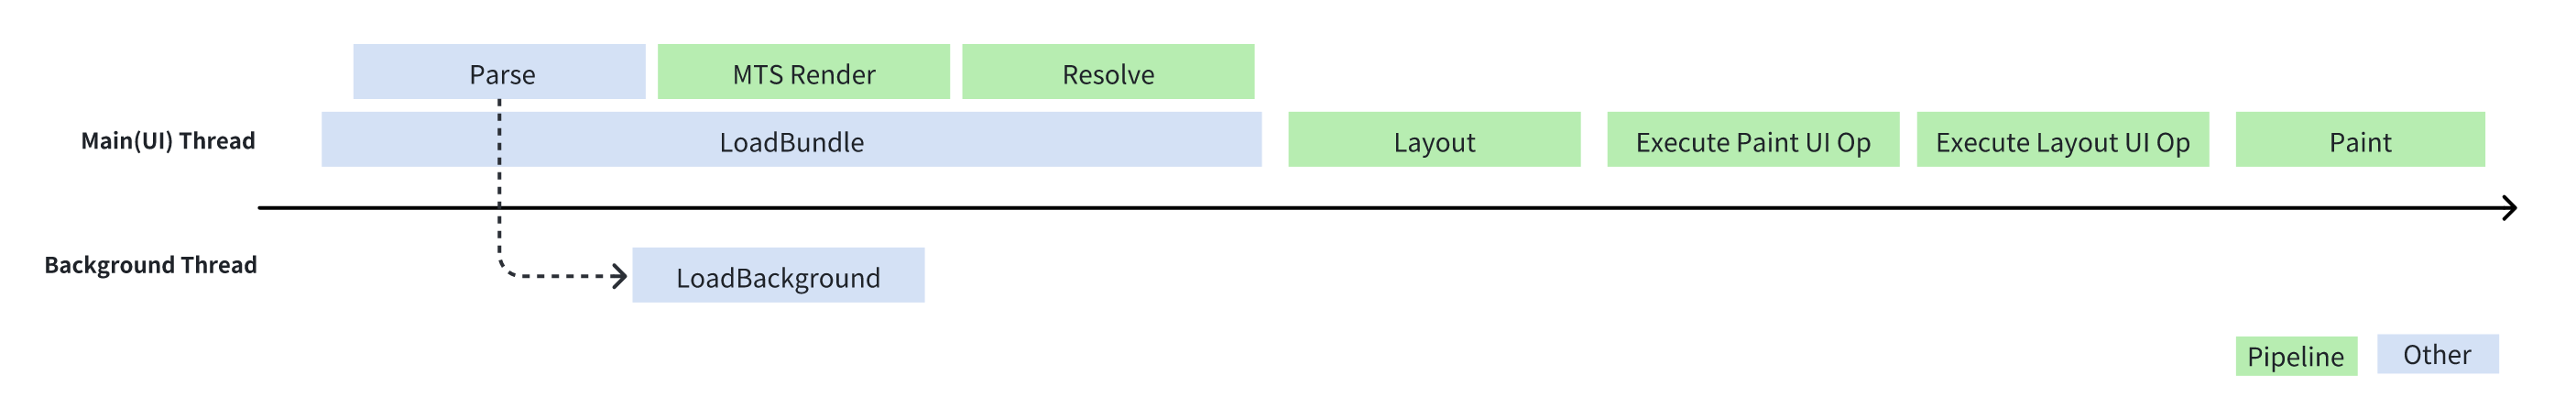 Parse
MTS Render
Resolve
Main(UI) Thread
LoadBundle
Layout
Execute Paint UI Op
Execute Layout UI Op
Paint
Background Thread
LoadBackground
Pipeline
Other